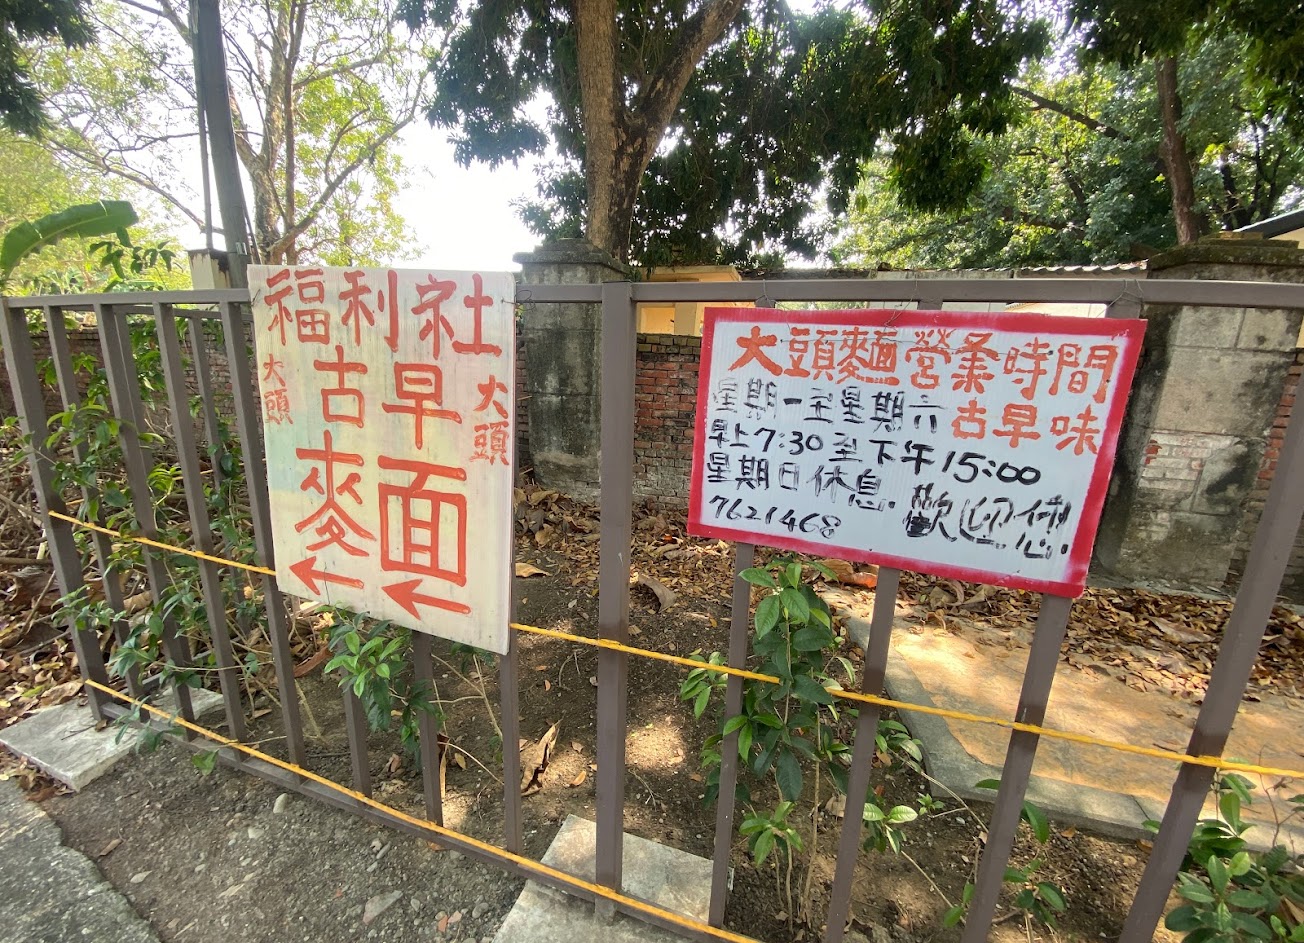 福利社
大頭
古早
大頭
麥面
大頭麵營業時間
星期一至星期六
古早味
早上7:30至下午15:00
星期日休息.歡迎您.
7621468